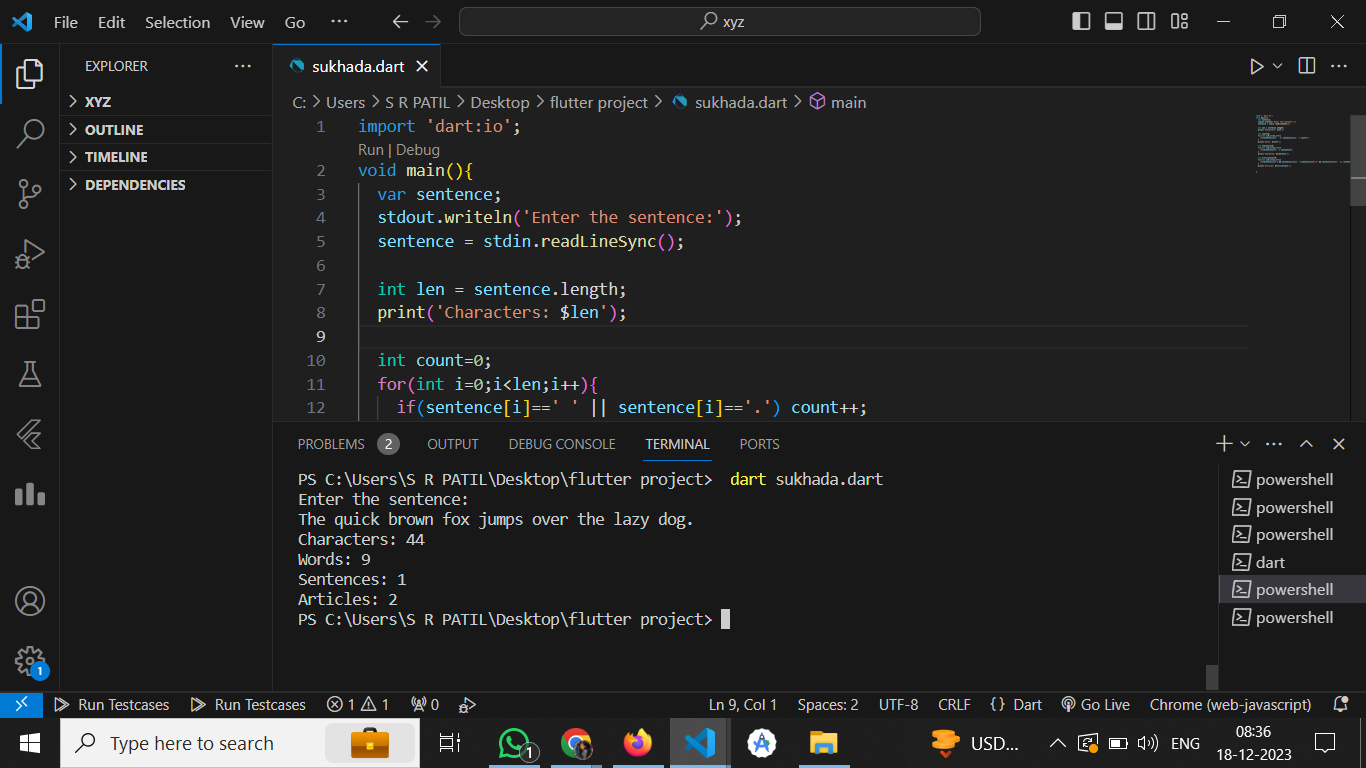 File Edit Selection View Go ··· xyz
EXPLORER ···
XYZ
OUTLINE
TIMELINE
DEPENDENCIES
sukhada.dart
C: > Users > S R PATIL > Desktop > flutter project > sukhada.dart > main
1 import 'dart:io';
Run | Debug
2 void main(){
3 var sentence;
4 stdout.writeln('Enter the sentence:');
5 sentence = stdin.readLineSync();
6
7 int len = sentence.length;
8 print('Characters: $len');
9
10 int count=0;
11 for(int i=0;i<len;i++){
12 if(sentence[i]==' ' || sentence[i]=='.') count++;
PROBLEMS 2 OUTPUT DEBUG CONSOLE TERMINAL PORTS
PS C:\Users\S R PATIL\Desktop\flutter project> dart sukhada.dart
Enter the sentence:
The quick brown fox jumps over the lazy dog.
Characters: 44
Words: 9
Sentences: 1
Articles: 2
PS C:\Users\S R PATIL\Desktop\flutter project>
powershell
powershell
powershell
dart
powershell
powershell
1
Run Testcases Run Testcases 1 1 0 Ln 9, Col 1 Spaces: 2 UTF-8 CRLF {} Dart Go Live Chrome (web-javascript)
Type here to search 1 USD... ENG 08:36
18-12-2023